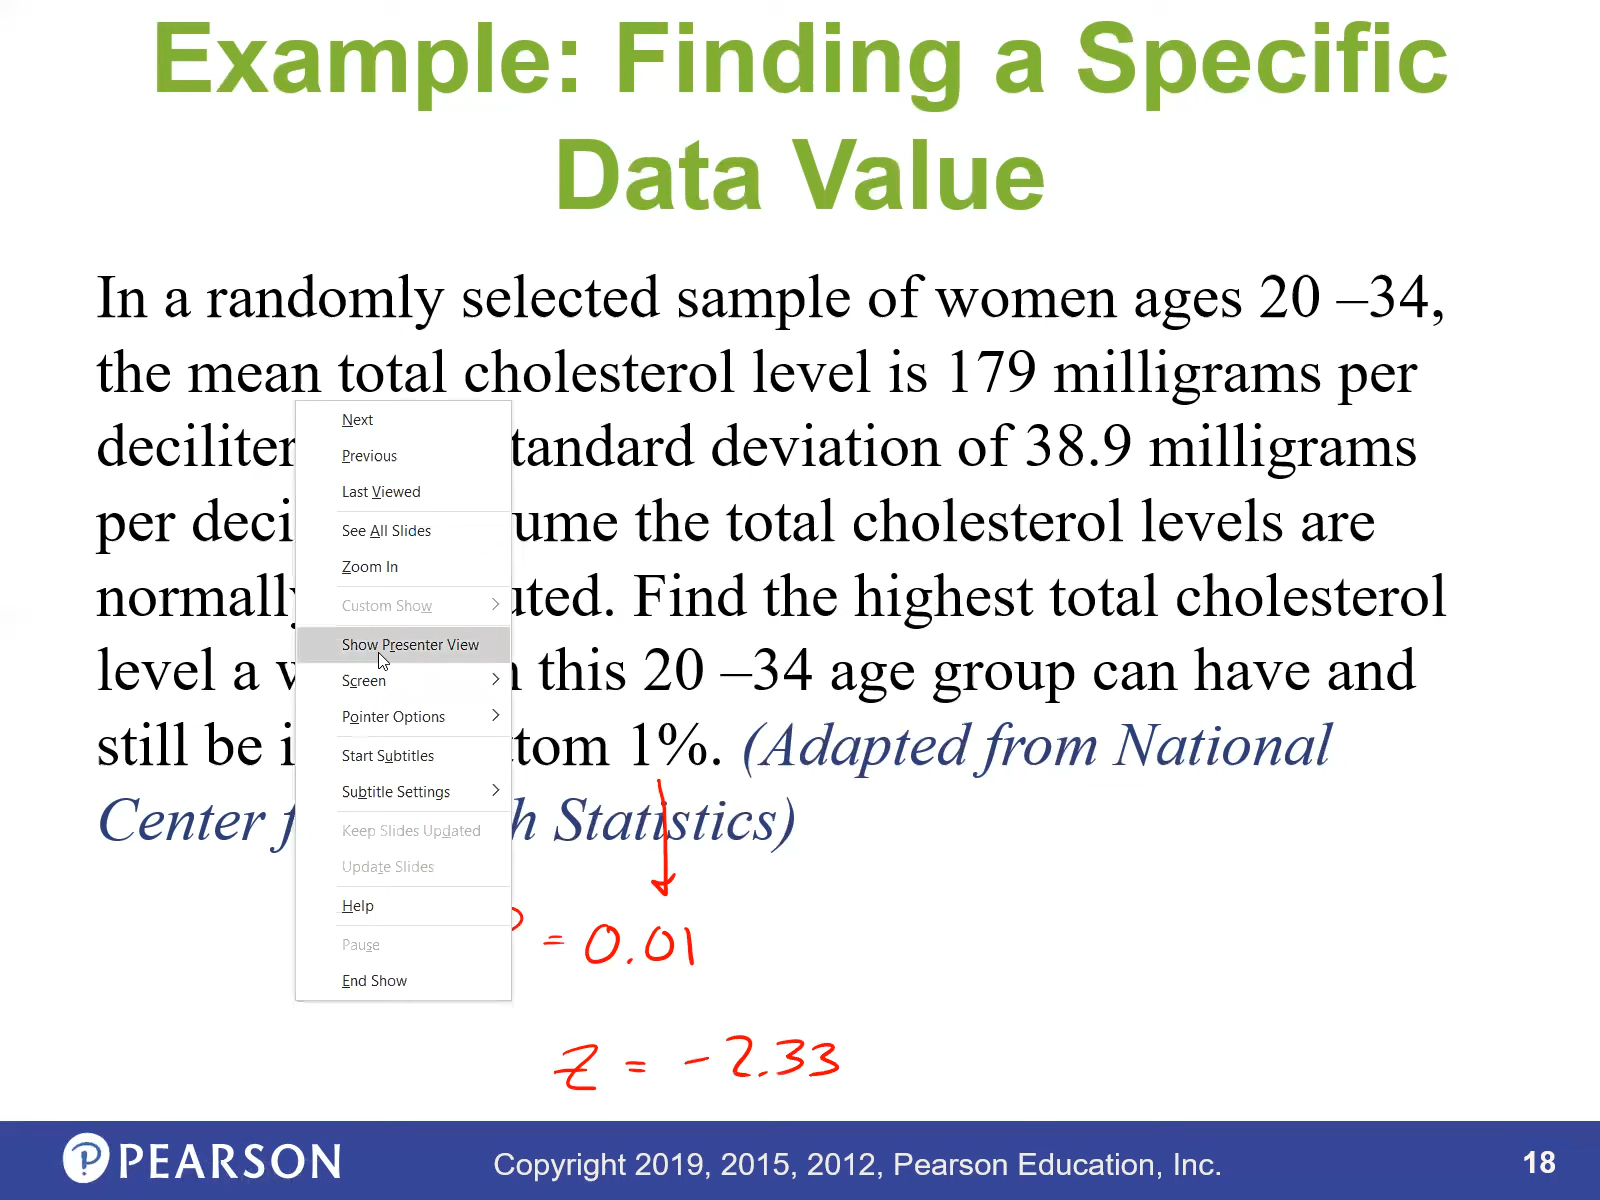 Example: Finding a Specific
Data Value
In a randomly selected sample of women ages 20 –34,
the mean total cholesterol level is 179 milligrams per
deciliter tandard deviation of 38.9 milligrams
per deci ume the total cholesterol levels are
normally uted. Find the highest total cholesterol
level a this 20 –34 age group can have and
still be i ttom 1%. (Adapted from National
Center f h Statistics)
Next
Previous
Last Viewed
See All Slides
Zoom In
Custom Show
Show Presenter View
Screen
Pointer Options
Start Subtitles
Subtitle Settings
Keep Slides Updated
Update Slides
Help
Pause
End Show
= 0.01
z = -2.33
PEARSON
Copyright 2019, 2015, 2012, Pearson Education, Inc.
18